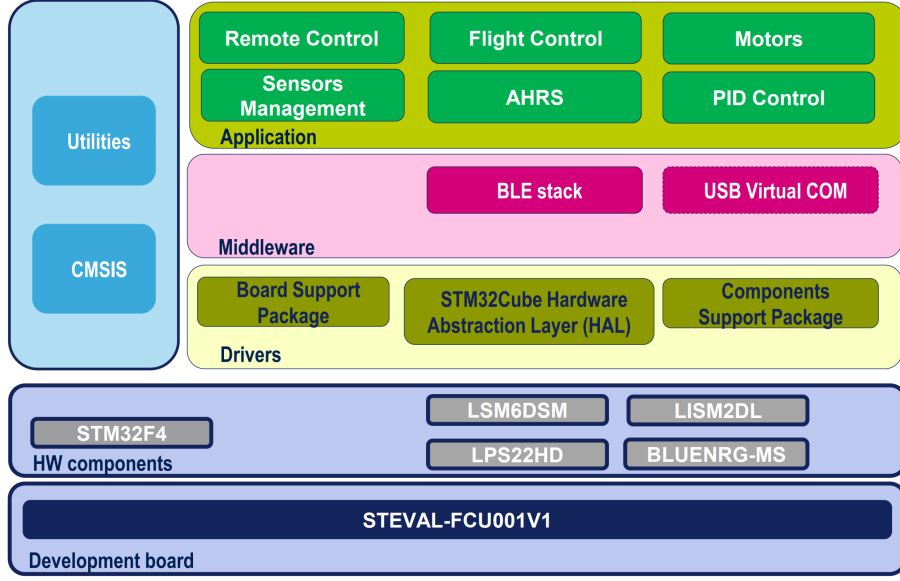 Remote Control
Flight Control
Motors
Sensors
Management
AHRS
PID Control
Application
Utilities
CMSIS
BLE stack
USB Virtual COM
Middleware
Board Support
Package
STM32Cube Hardware
Abstraction Layer (HAL)
Components
Support Package
Drivers
STM32F4
LSM6DSM
LISM2DL
LPS22HD
BLUENRG-MS
HW components
STEVAL-FCU001V1
Development board